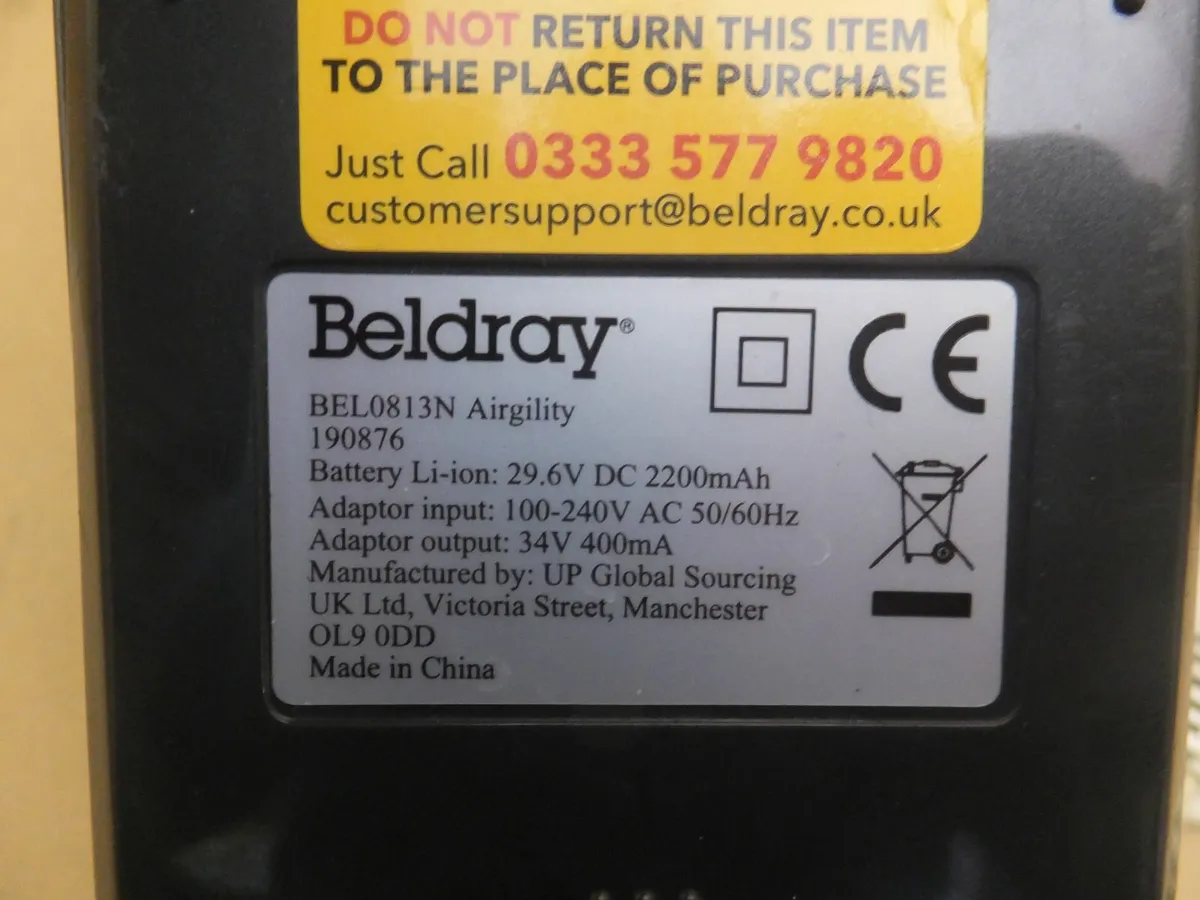 DO NOT RETURN THIS ITEM
TO THE PLACE OF PURCHASE
Just Call 0333 577 9820
customersupport@beldray.co.uk
Beldray®
CE
BEL0813N Airgility
190876
Battery Li-ion: 29.6V DC 2200mAh
Adaptor input: 100-240V AC 50/60Hz
Adaptor output: 34V 400mA
Manufactured by: UP Global Sourcing
UK Ltd, Victoria Street, Manchester
OL9 0DD
Made in China